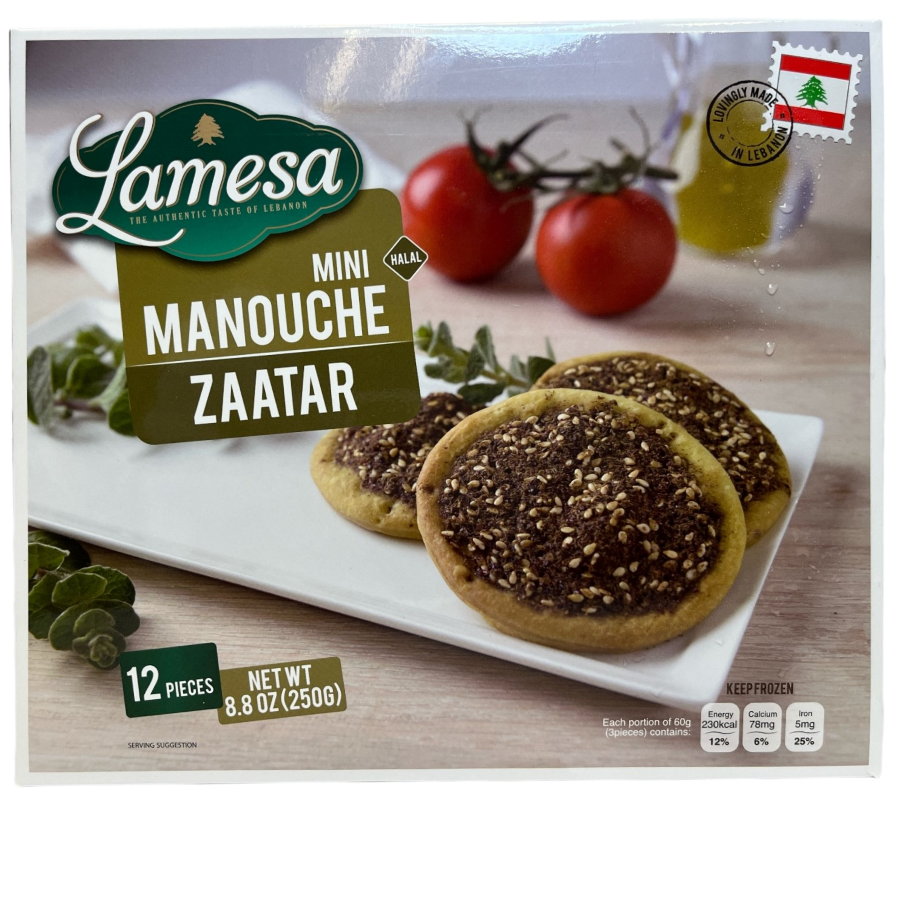 LOVINGLY MADE
IN LEBANON
Lamesa
THE AUTHENTIC TASTE OF LEBANON
MINI
HALAL
MANOUCHE
ZAATAR
12 PIECES
NET WT
8.8 OZ (250G)
SERVING SUGGESTION
KEEP FROZEN
Each portion of 60g
(3pieces) contains:
Energy
230kcal
12%
Calcium
78mg
6%
Iron
5mg
25%